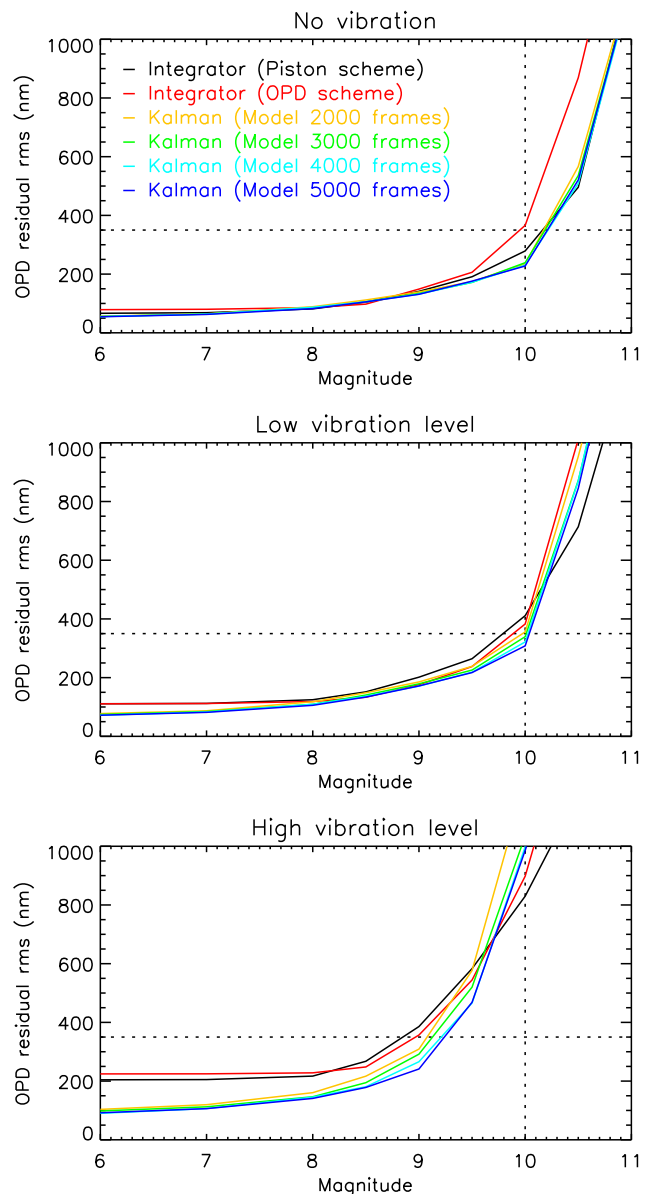 No vibration
OPD residual rms (nm)
1000
800
600
400
200
0
Integrator (Piston scheme)
Integrator (OPD scheme)
Kalman (Model 2000 frames)
Kalman (Model 3000 frames)
Kalman (Model 4000 frames)
Kalman (Model 5000 frames)
6 7 8 9 10 11
Magnitude
Low vibration level
OPD residual rms (nm)
1000
800
600
400
200
0
6 7 8 9 10 11
Magnitude
High vibration level
OPD residual rms (nm)
1000
800
600
400
200
0
6 7 8 9 10 11
Magnitude